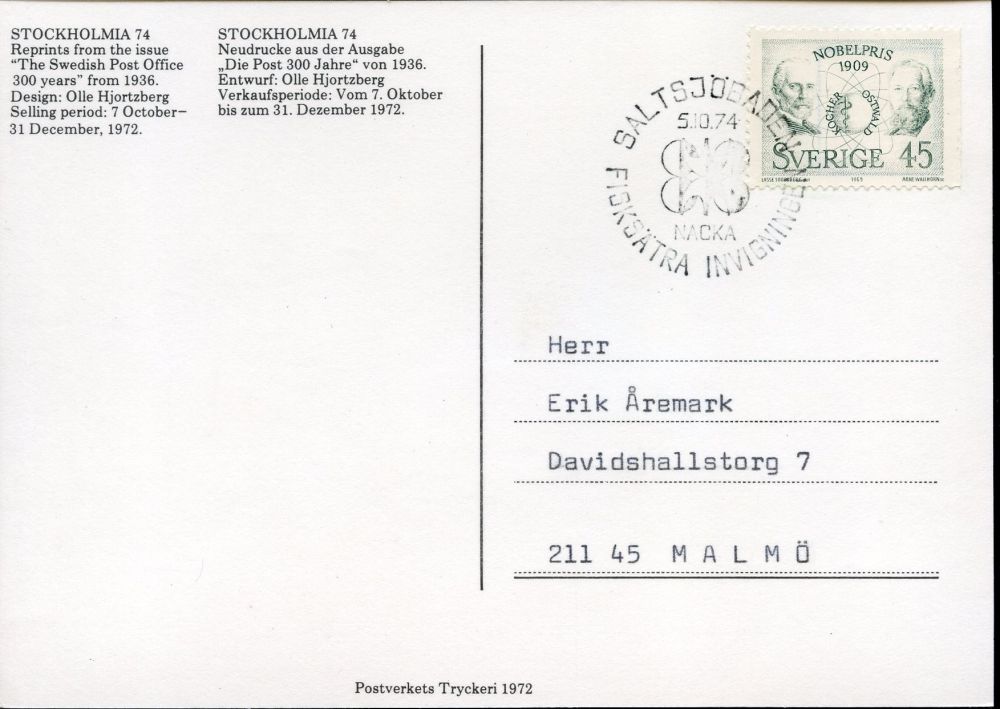 STOCKHOLMIA 74
Reprints from the issue
“The Swedish Post Office
300 years” from 1936.
Design: Olle Hjortzberg
Selling period: 7 October–
31 December, 1972.
STOCKHOLMIA 74
Neudrucke aus der Ausgabe
„Die Post 300 Jahre“ von 1936.
Entwurf: Olle Hjortzberg
Verkaufsperiode: Vom 7. Oktober
bis zum 31. Dezember 1972.
SALTSJÖBADEN
5.10.74
NACKA
FISKSÄTRA INVIGNINGEN
NOBELPRIS
1909
KOCHER
OSTWALD
SVERIGE 45
1969
Herr
Erik Åremark
Davidshallstorg 7
211 45 MALMÖ
Postverkets Tryckeri 1972